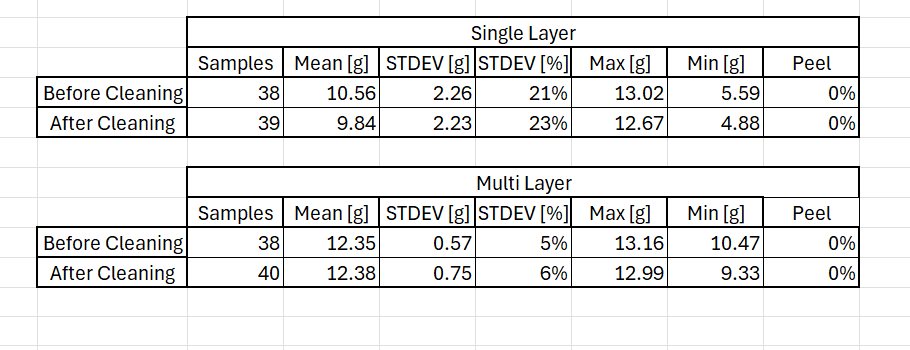 Single Layer
Samples Mean [g] STDEV [g] STDEV [%] Max [g] Min [g] Peel
Before Cleaning 38 10.56 2.26 21% 13.02 5.59 0%
After Cleaning 39 9.84 2.23 23% 12.67 4.88 0%
Multi Layer
Samples Mean [g] STDEV [g] STDEV [%] Max [g] Min [g] Peel
Before Cleaning 38 12.35 0.57 5% 13.16 10.47 0%
After Cleaning 40 12.38 0.75 6% 12.99 9.33 0%